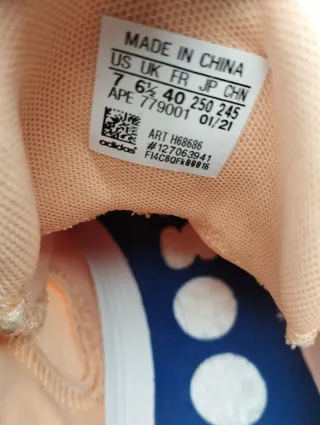 MADE IN CHINA
US UK FR JP CHN
7 6½ 40 250 245
APE 779001 01/21
ART H68686
#127063941
FI4C8QFk00016
adidas